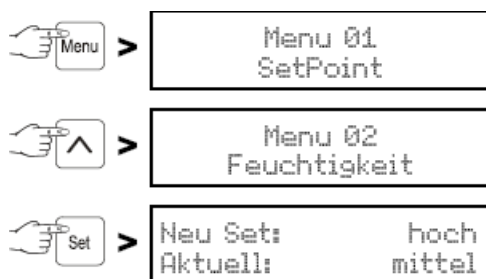 Menu > Menu 01
SetPoint
> Menu 02
Feuchtigkeit
Set > Neu Set: hoch
Aktuell: mittel